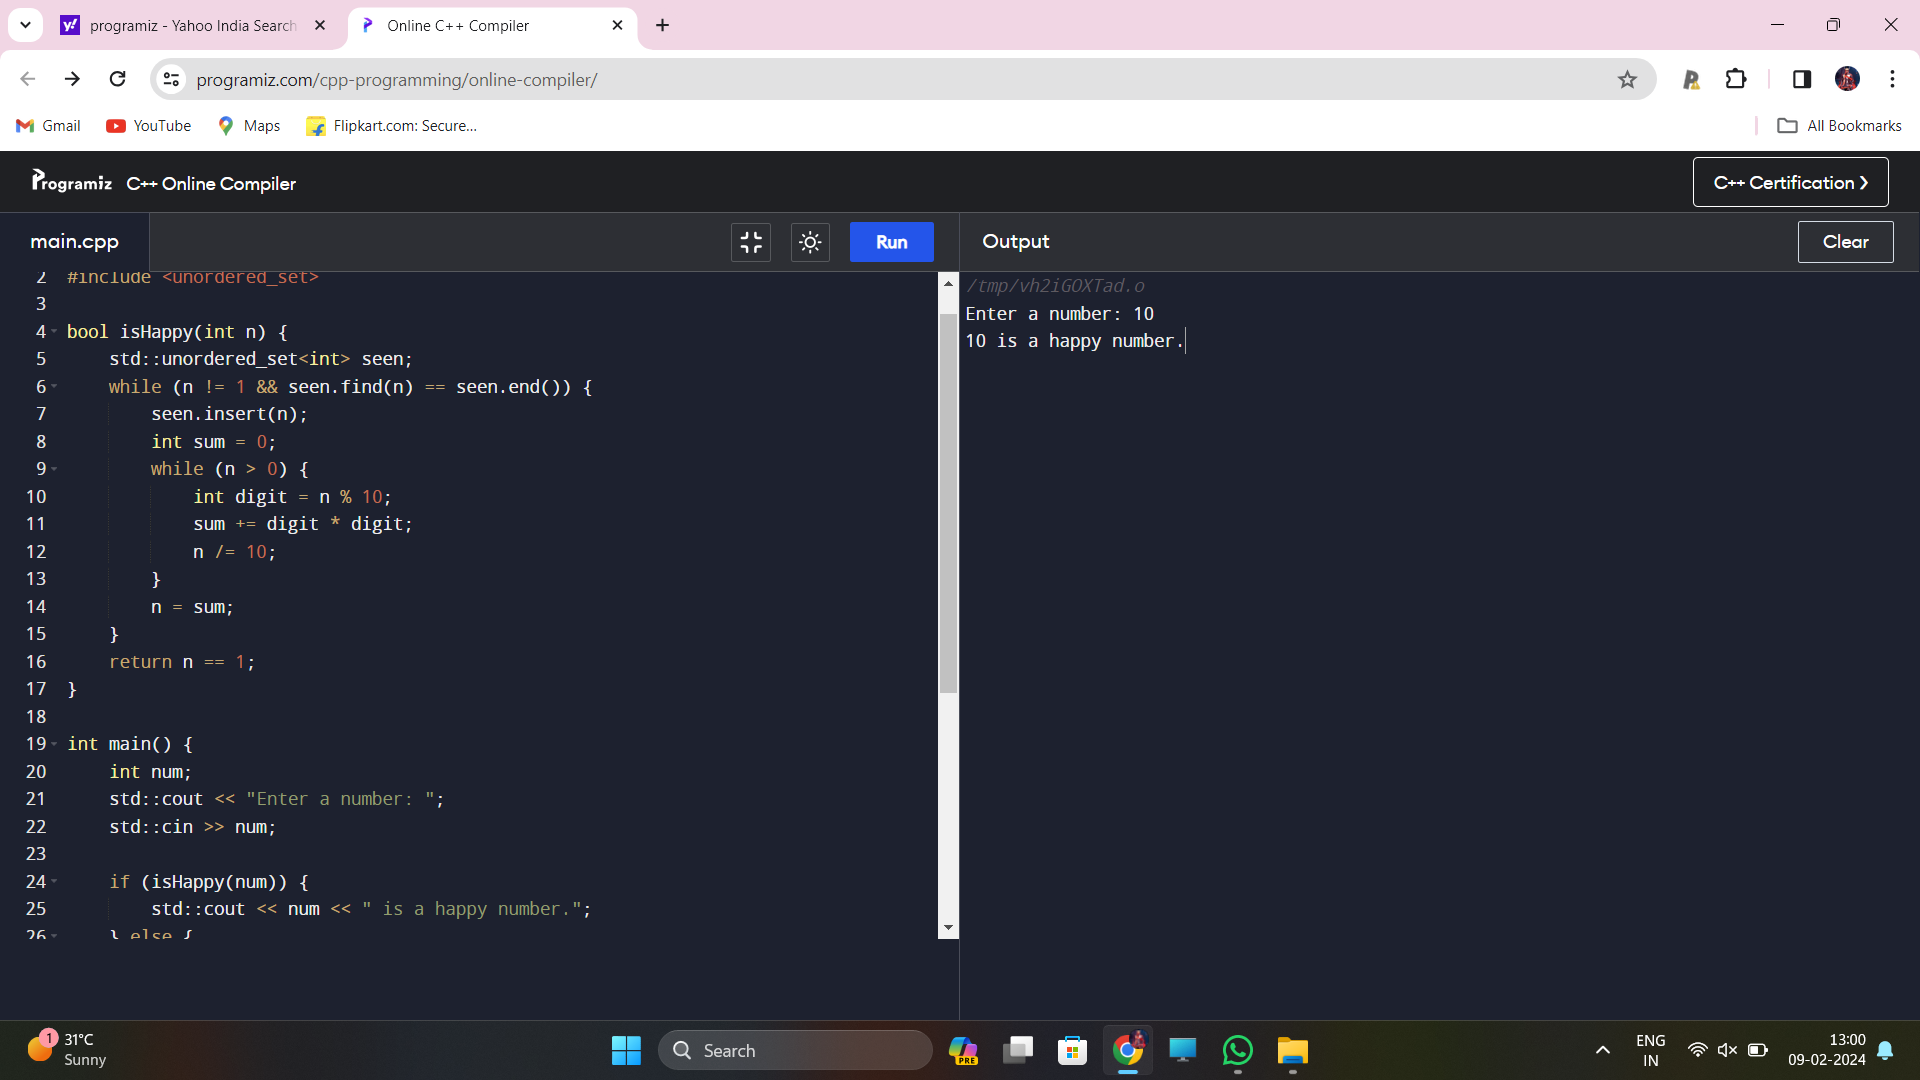 programiz - Yahoo India Search
Online C++ Compiler
programiz.com/cpp-programming/online-compiler/
Gmail
YouTube
Maps
Flipkart.com: Secure...
All Bookmarks
Programiz C++ Online Compiler
C++ Certification ❯
main.cpp
Run
Output
Clear
2 #include <unordered_set>
3
4 bool isHappy(int n) {
5     std::unordered_set<int> seen;
6     while (n != 1 && seen.find(n) == seen.end()) {
7         seen.insert(n);
8         int sum = 0;
9         while (n > 0) {
10             int digit = n % 10;
11             sum += digit * digit;
12             n /= 10;
13         }
14         n = sum;
15     }
16     return n == 1;
17 }
18
19 int main() {
20     int num;
21     std::cout << "Enter a number: ";
22     std::cin >> num;
23
24     if (isHappy(num)) {
25         std::cout << num << " is a happy number.";
26     } else {
/tmp/vh2iGOXTad.o
Enter a number: 10
10 is a happy number.
1
31°C
Sunny
Search
PRE
ENG
IN
13:00
09-02-2024